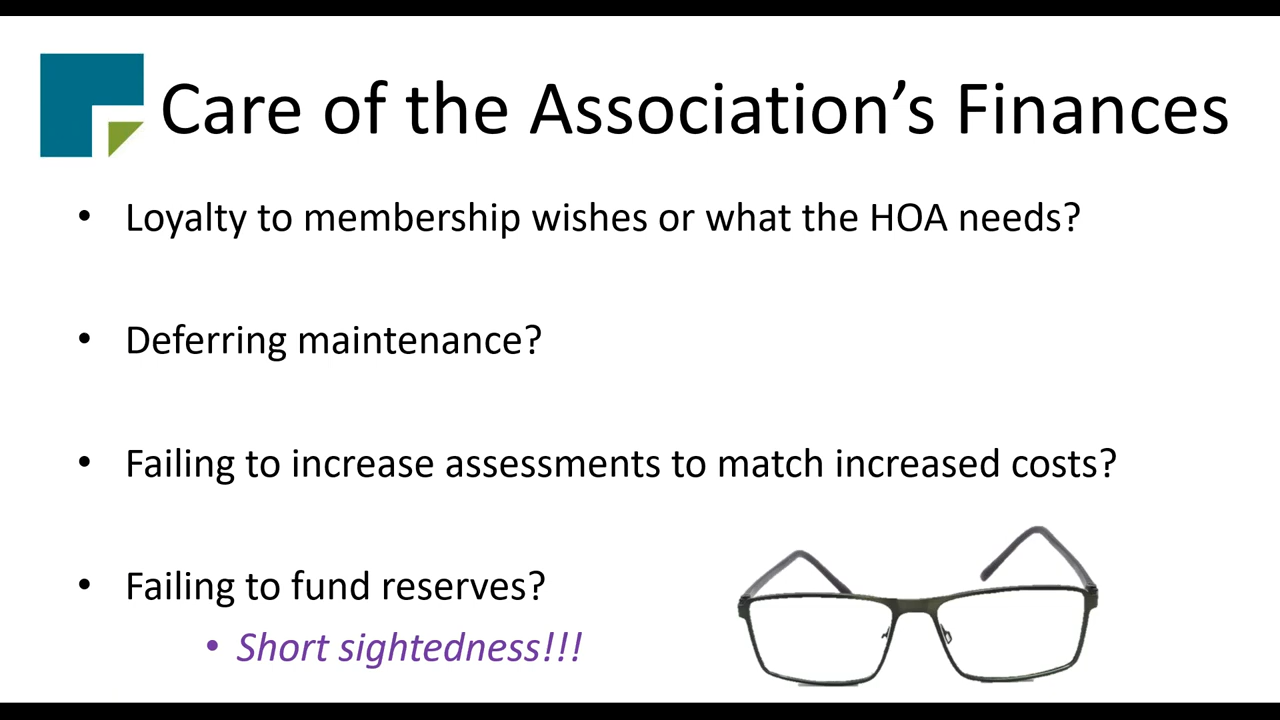 Care of the Association’s Finances
• Loyalty to membership wishes or what the HOA needs?
• Deferring maintenance?
• Failing to increase assessments to match increased costs?
• Failing to fund reserves?
• Short sightedness!!!